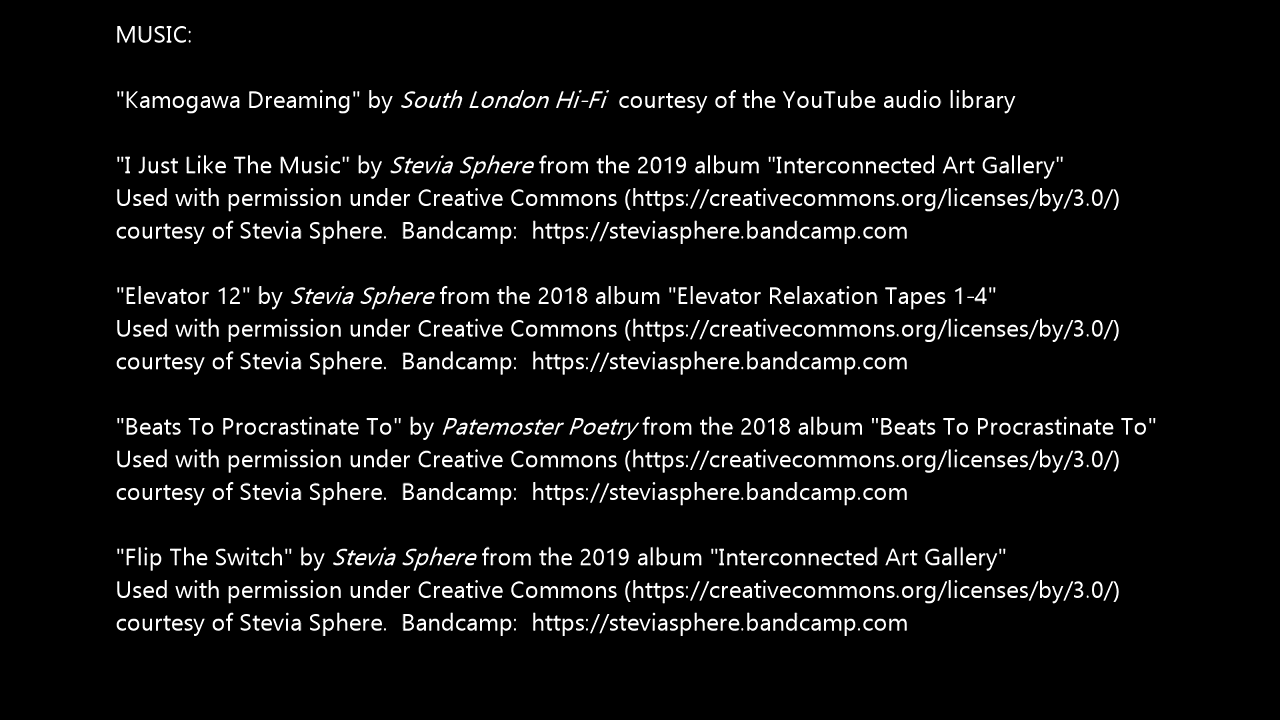 MUSIC:
"Kamogawa Dreaming" by South London Hi-Fi  courtesy of the YouTube audio library
"I Just Like The Music" by Stevia Sphere from the 2019 album "Interconnected Art Gallery"
Used with permission under Creative Commons (https://creativecommons.org/licenses/by/3.0/)
courtesy of Stevia Sphere.  Bandcamp:  https://steviasphere.bandcamp.com
"Elevator 12" by Stevia Sphere from the 2018 album "Elevator Relaxation Tapes 1-4"
Used with permission under Creative Commons (https://creativecommons.org/licenses/by/3.0/)
courtesy of Stevia Sphere.  Bandcamp:  https://steviasphere.bandcamp.com
"Beats To Procrastinate To" by Patemoster Poetry from the 2018 album "Beats To Procrastinate To"
Used with permission under Creative Commons (https://creativecommons.org/licenses/by/3.0/)
courtesy of Stevia Sphere.  Bandcamp:  https://steviasphere.bandcamp.com
"Flip The Switch" by Stevia Sphere from the 2019 album "Interconnected Art Gallery"
Used with permission under Creative Commons (https://creativecommons.org/licenses/by/3.0/)
courtesy of Stevia Sphere.  Bandcamp:  https://steviasphere.bandcamp.com